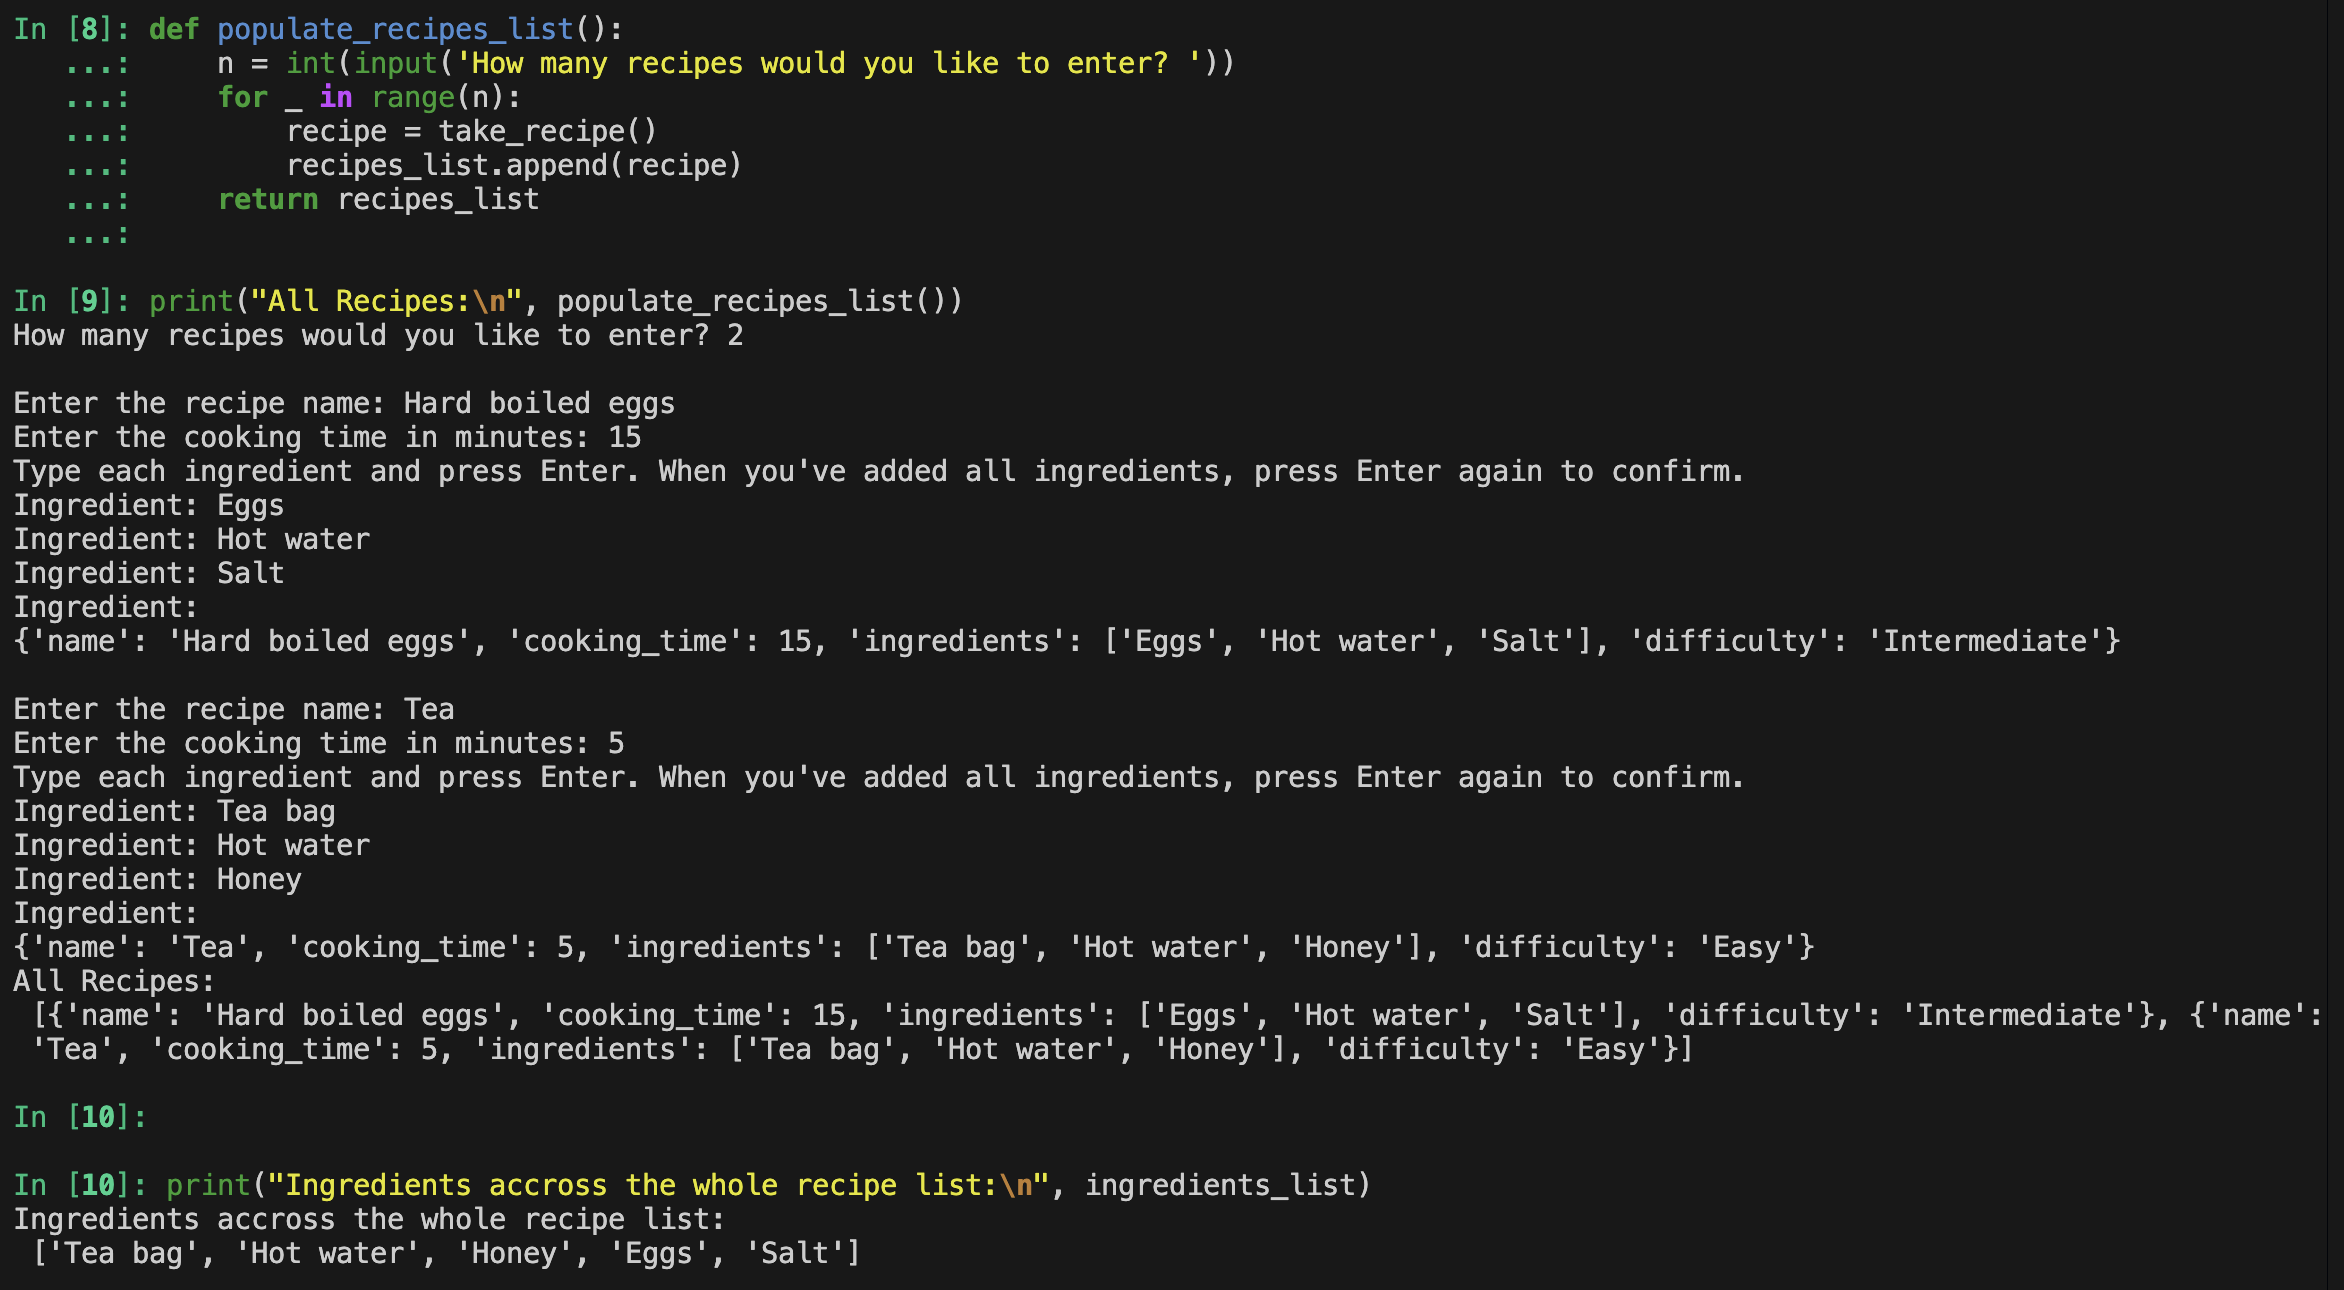 In [8]: def populate_recipes_list():
   ...:     n = int(input('How many recipes would you like to enter? '))
   ...:     for _ in range(n):
   ...:         recipe = take_recipe()
   ...:         recipes_list.append(recipe)
   ...:     return recipes_list
   ...:
In [9]: print("All Recipes:\n", populate_recipes_list())
How many recipes would you like to enter? 2
Enter the recipe name: Hard boiled eggs
Enter the cooking time in minutes: 15
Type each ingredient and press Enter. When you've added all ingredients, press Enter again to confirm.
Ingredient: Eggs
Ingredient: Hot water
Ingredient: Salt
Ingredient:
{'name': 'Hard boiled eggs', 'cooking_time': 15, 'ingredients': ['Eggs', 'Hot water', 'Salt'], 'difficulty': 'Intermediate'}
Enter the recipe name: Tea
Enter the cooking time in minutes: 5
Type each ingredient and press Enter. When you've added all ingredients, press Enter again to confirm.
Ingredient: Tea bag
Ingredient: Hot water
Ingredient: Honey
Ingredient:
{'name': 'Tea', 'cooking_time': 5, 'ingredients': ['Tea bag', 'Hot water', 'Honey'], 'difficulty': 'Easy'}
All Recipes:
 [{'name': 'Hard boiled eggs', 'cooking_time': 15, 'ingredients': ['Eggs', 'Hot water', 'Salt'], 'difficulty': 'Intermediate'}, {'name':
 'Tea', 'cooking_time': 5, 'ingredients': ['Tea bag', 'Hot water', 'Honey'], 'difficulty': 'Easy'}]
In [10]:
In [10]: print("Ingredients accross the whole recipe list:\n", ingredients_list)
Ingredients accross the whole recipe list:
 ['Tea bag', 'Hot water', 'Honey', 'Eggs', 'Salt']